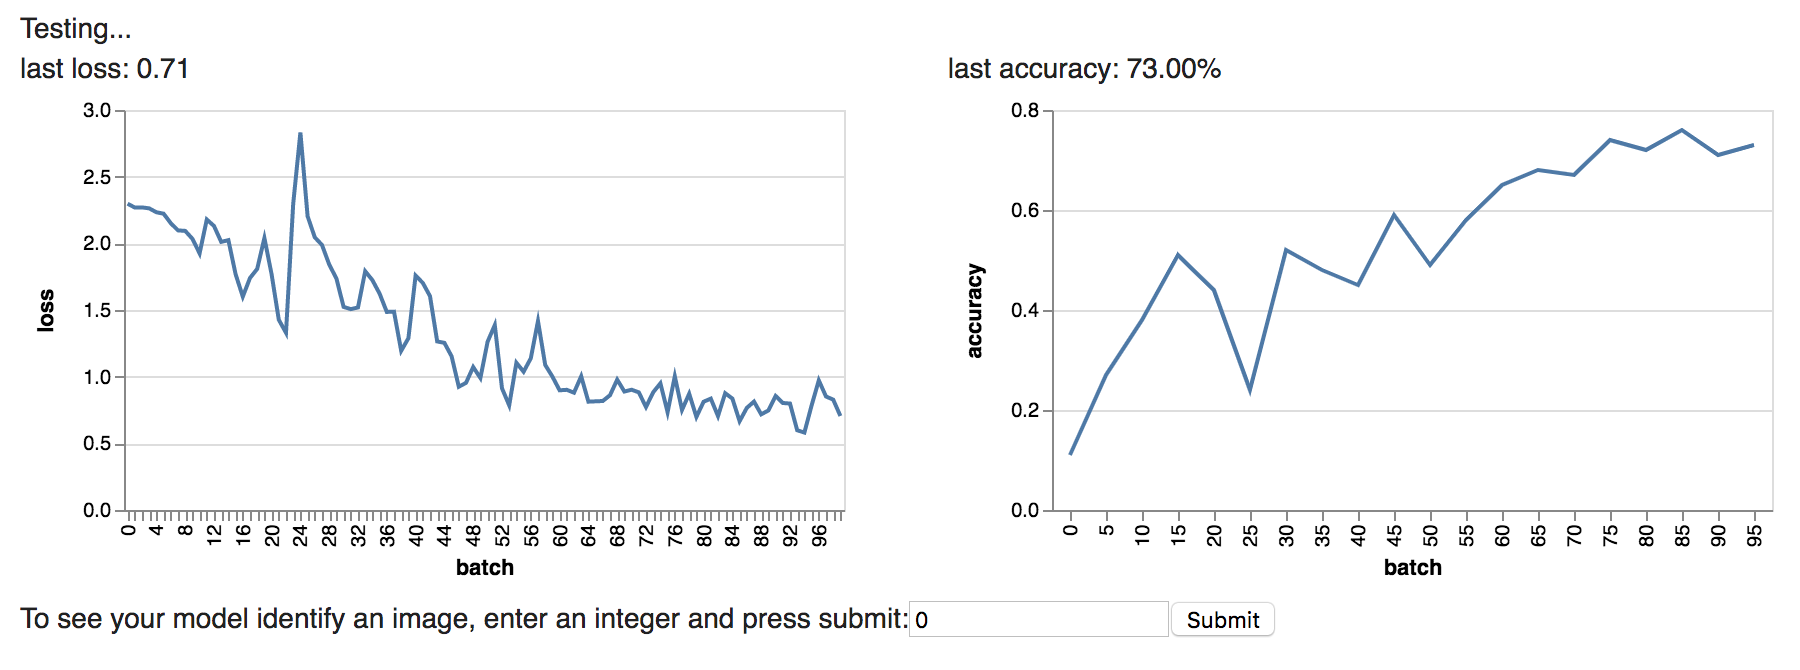 Testing...
last loss: 0.71
last accuracy: 73.00%
3.0
2.5
2.0
1.5
1.0
0.5
0.0
loss
0 4 8 12 16 20 24 28 32 36 40 44 48 52 56 60 64 68 72 76 80 84 88 92 96
batch
0.8
0.6
0.4
0.2
0.0
accuracy
0 5 10 15 20 25 30 35 40 45 50 55 60 65 70 75 80 85 90 95
batch
To see your model identify an image, enter an integer and press submit: 0 Submit